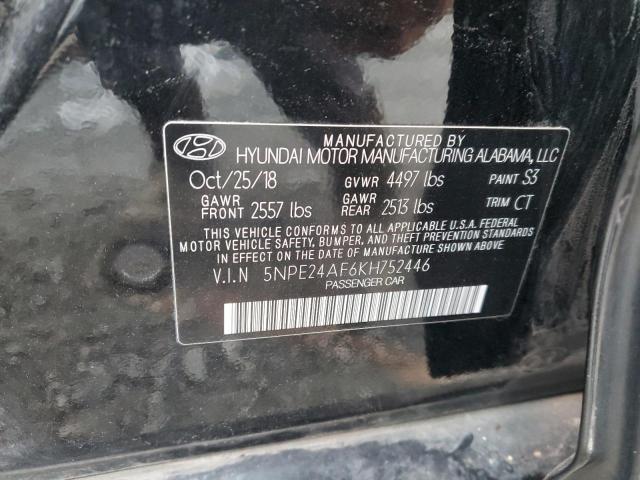 MANUFACTURED BY
HYUNDAI MOTOR MANUFACTURING ALABAMA, LLC
Oct/25/18 GVWR 4497 lbs PAINT S3
GAWR FRONT 2557 lbs GAWR REAR 2513 lbs TRIM CT
THIS VEHICLE CONFORMS TO ALL APPLICABLE U.S.A. FEDERAL
MOTOR VEHICLE SAFETY, BUMPER, AND THEFT PREVENTION STANDARDS
IN EFFECT ON THE DATE OF MANUFACTURE SHOWN ABOVE.
V.I.N 5NPE24AF6KH752446
PASSENGER CAR